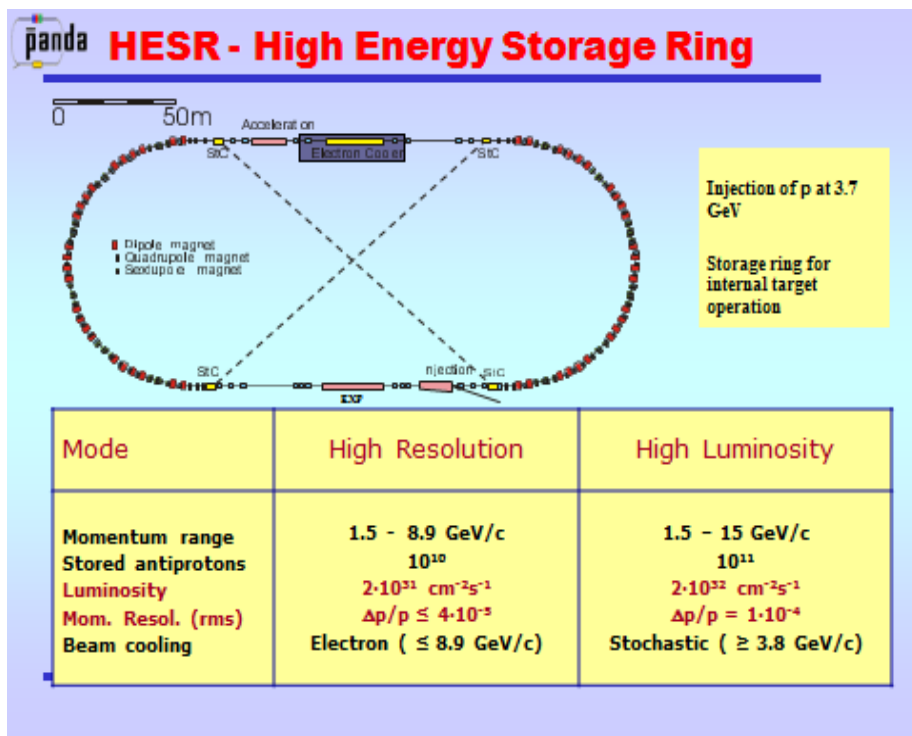 panda
HESR - High Energy Storage Ring
0 50m
Acceleration
StC
Electron Cooler
StC
Dipole magnet
Quadrupole magnet
Sextupole magnet
Injection of p at 3.7
GeV
Storage ring for
internal target
operation
StC
njection
StC
EXP
Mode High Resolution High Luminosity
Momentum range 1.5 - 8.9 GeV/c 1.5 – 15 GeV/c
Stored antiprotons 10¹⁰ 10¹¹
Luminosity 2·10³¹ cm⁻²s⁻¹ 2·10³² cm⁻²s⁻¹
Mom. Resol. (rms) Δp/p ≤ 4·10⁻⁵ Δp/p = 1·10⁻⁴
Beam cooling Electron ( ≤ 8.9 GeV/c) Stochastic ( ≥ 3.8 GeV/c)